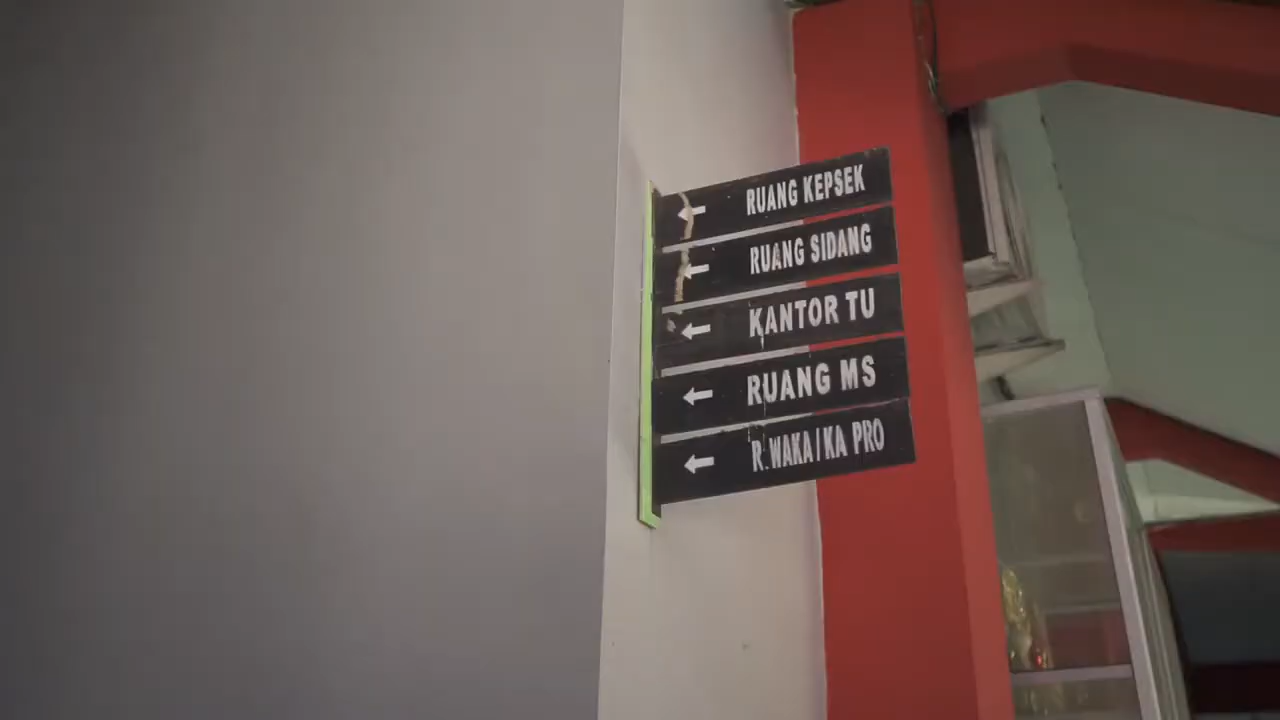 RUANG KEPSEK
RUANG SIDANG
KANTOR TU
RUANG MS
R. WAKA / KA PRO